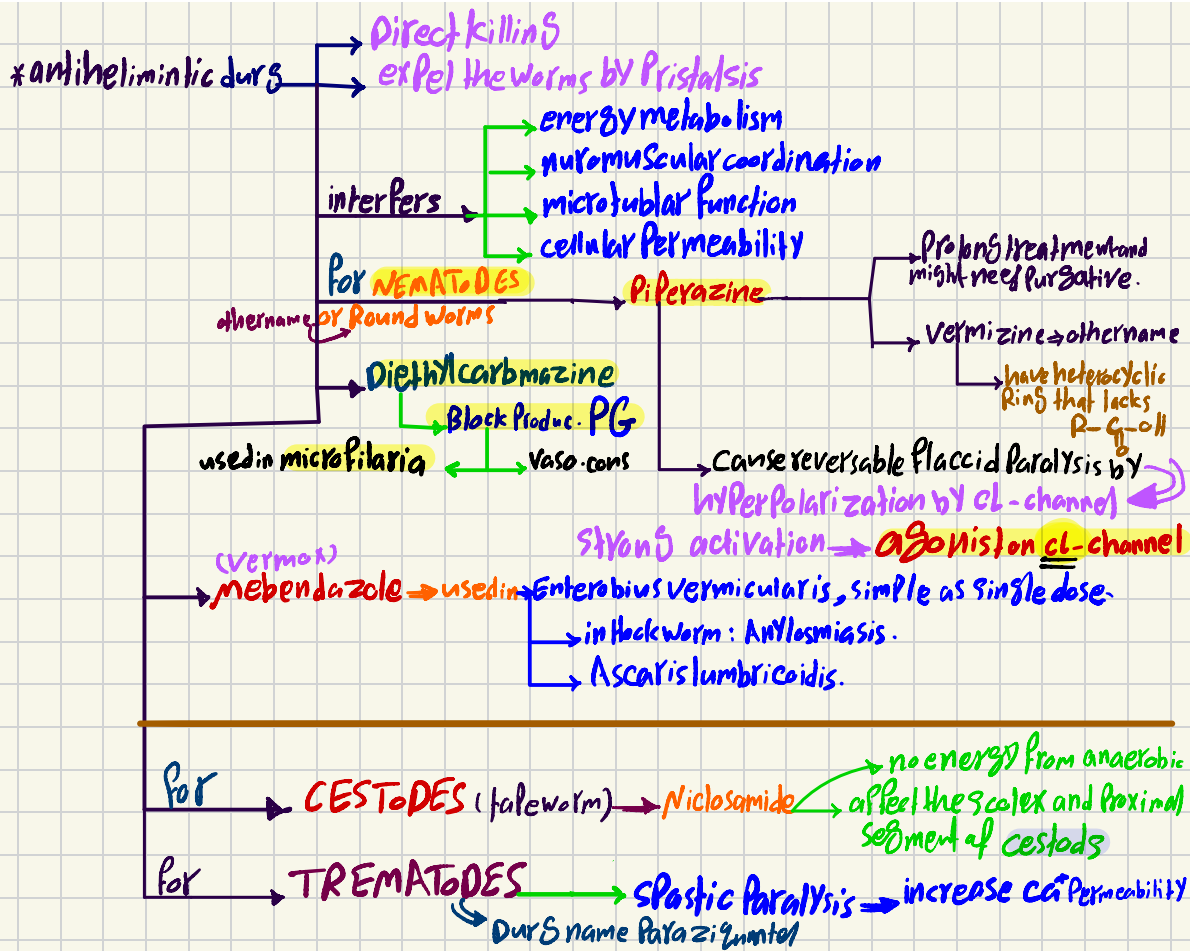 Direct killing
*antihelimintic durg
expel the worms by Pristalsis
energy metabolism
nuromuscular coordination
interfers
microtublar function
cellular Permeability
for NEMATODES
othername or Round worms
Piperazine
Prolong treatment and
might need Purgative.
Vermizine⇒othername
have heterocyclic
Ring that lacks
Diethylcarbmazine
Block Produc. PG
used in microfilaria
vaso.cons
Cause reversable flaccid Paralysis by
hyperpolarization by CL-channel
strong activation → agonist on cl-channel
(vermox)
Mebendazole → used in Enterobius vermicularis, simple as single dose.
in Hockworm : Anylosmiasis.
Ascaris lumbricoidis.
for CESTODES (tapeworm) → Niclosamide
no energy from anaerobic
affect the scolex and Proximal
segment of cestods
for TREMATODES
spastic Paralysis → increase ca+ Permeability
Durg name Paraziquantel